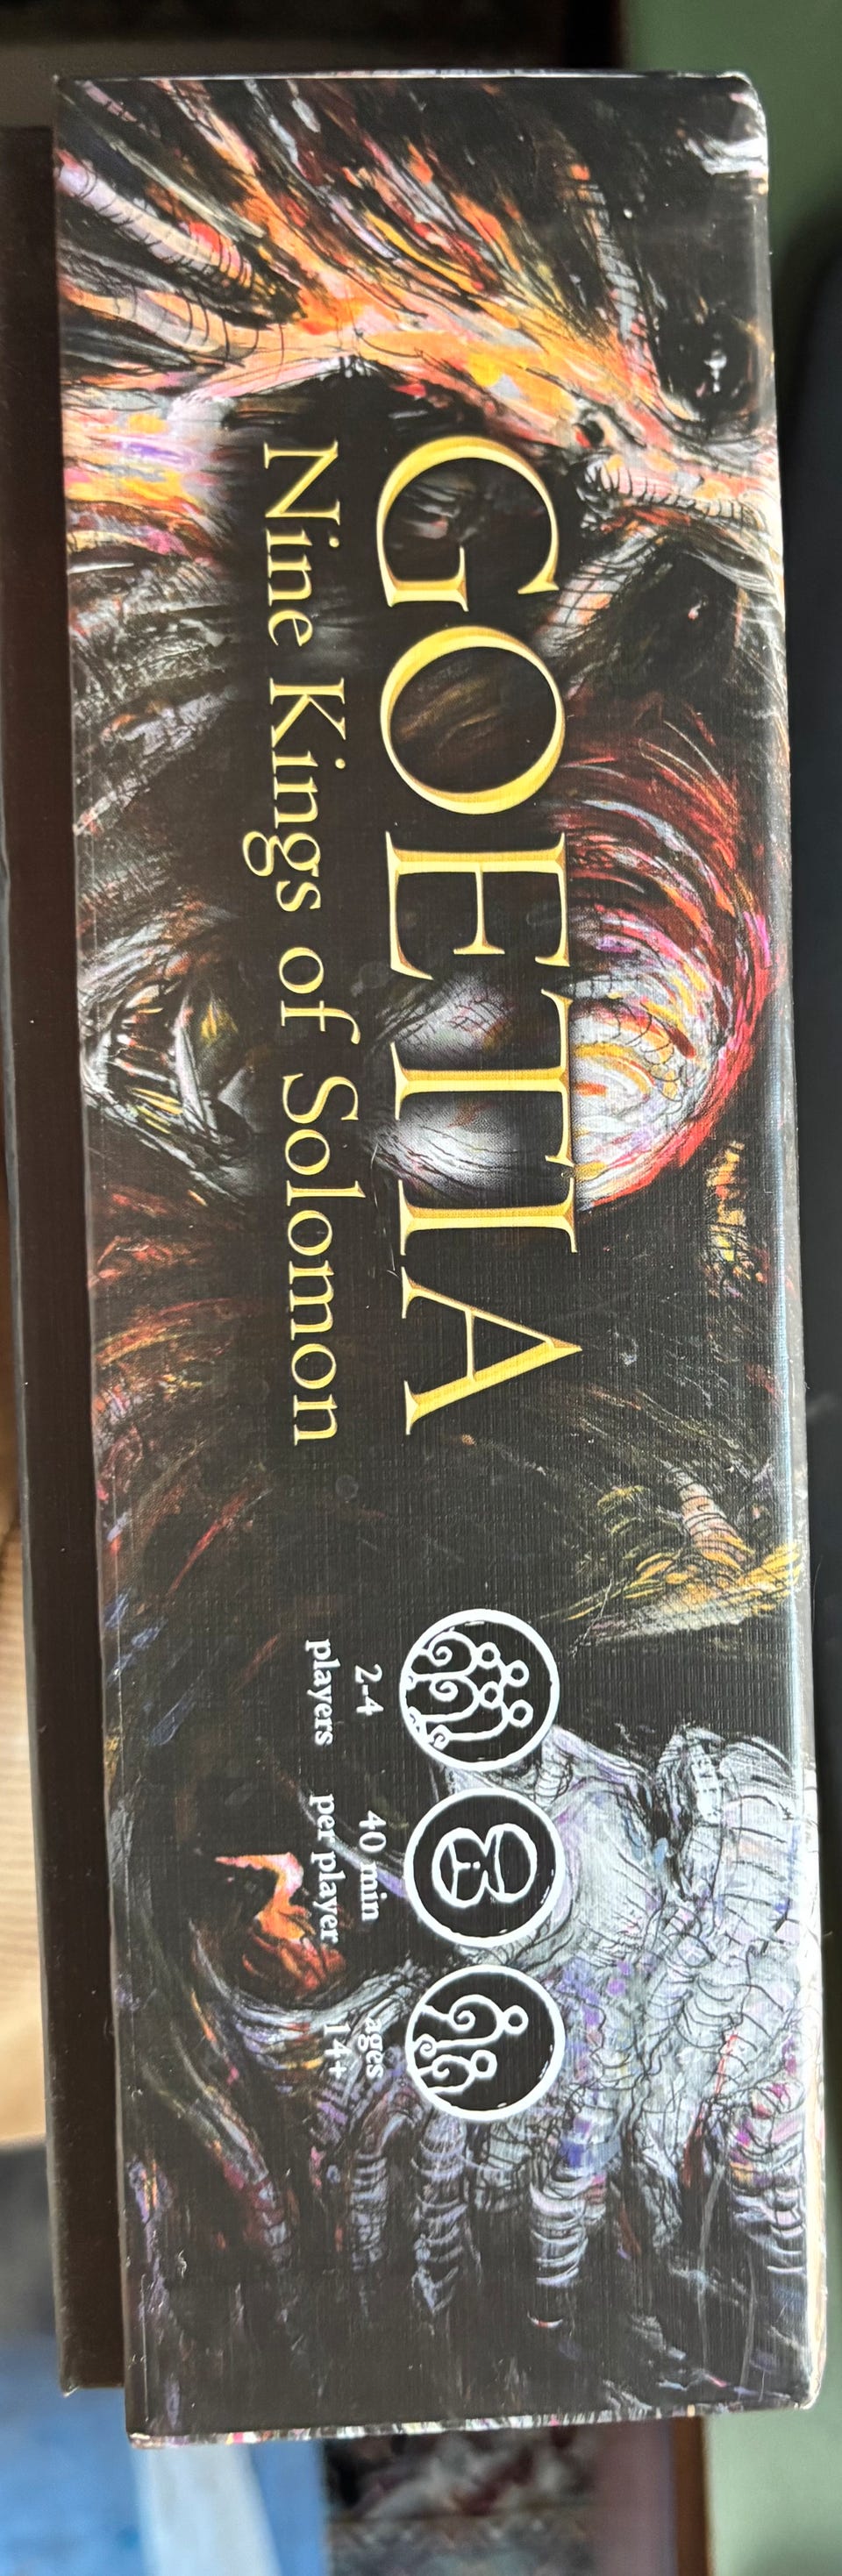 GOETIA
Nine Kings of Solomon
2-4
players
40 min
per player
ages
14+